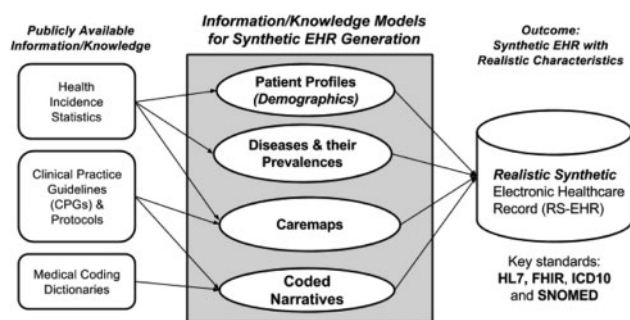 Publicly Available
Information/Knowledge
Information/Knowledge Models
for Synthetic EHR Generation
Outcome:
Synthetic EHR with
Realistic Characteristics
Health
Incidence
Statistics
Clinical Practice
Guidelines
(CPGs) &
Protocols
Medical Coding
Dictionaries
Patient Profiles
(Demographics)
Diseases & their
Prevalences
Caremaps
Coded
Narratives
Realistic Synthetic
Electronic Healthcare
Record (RS-EHR)
Key standards:
HL7, FHIR, ICD10
and SNOMED